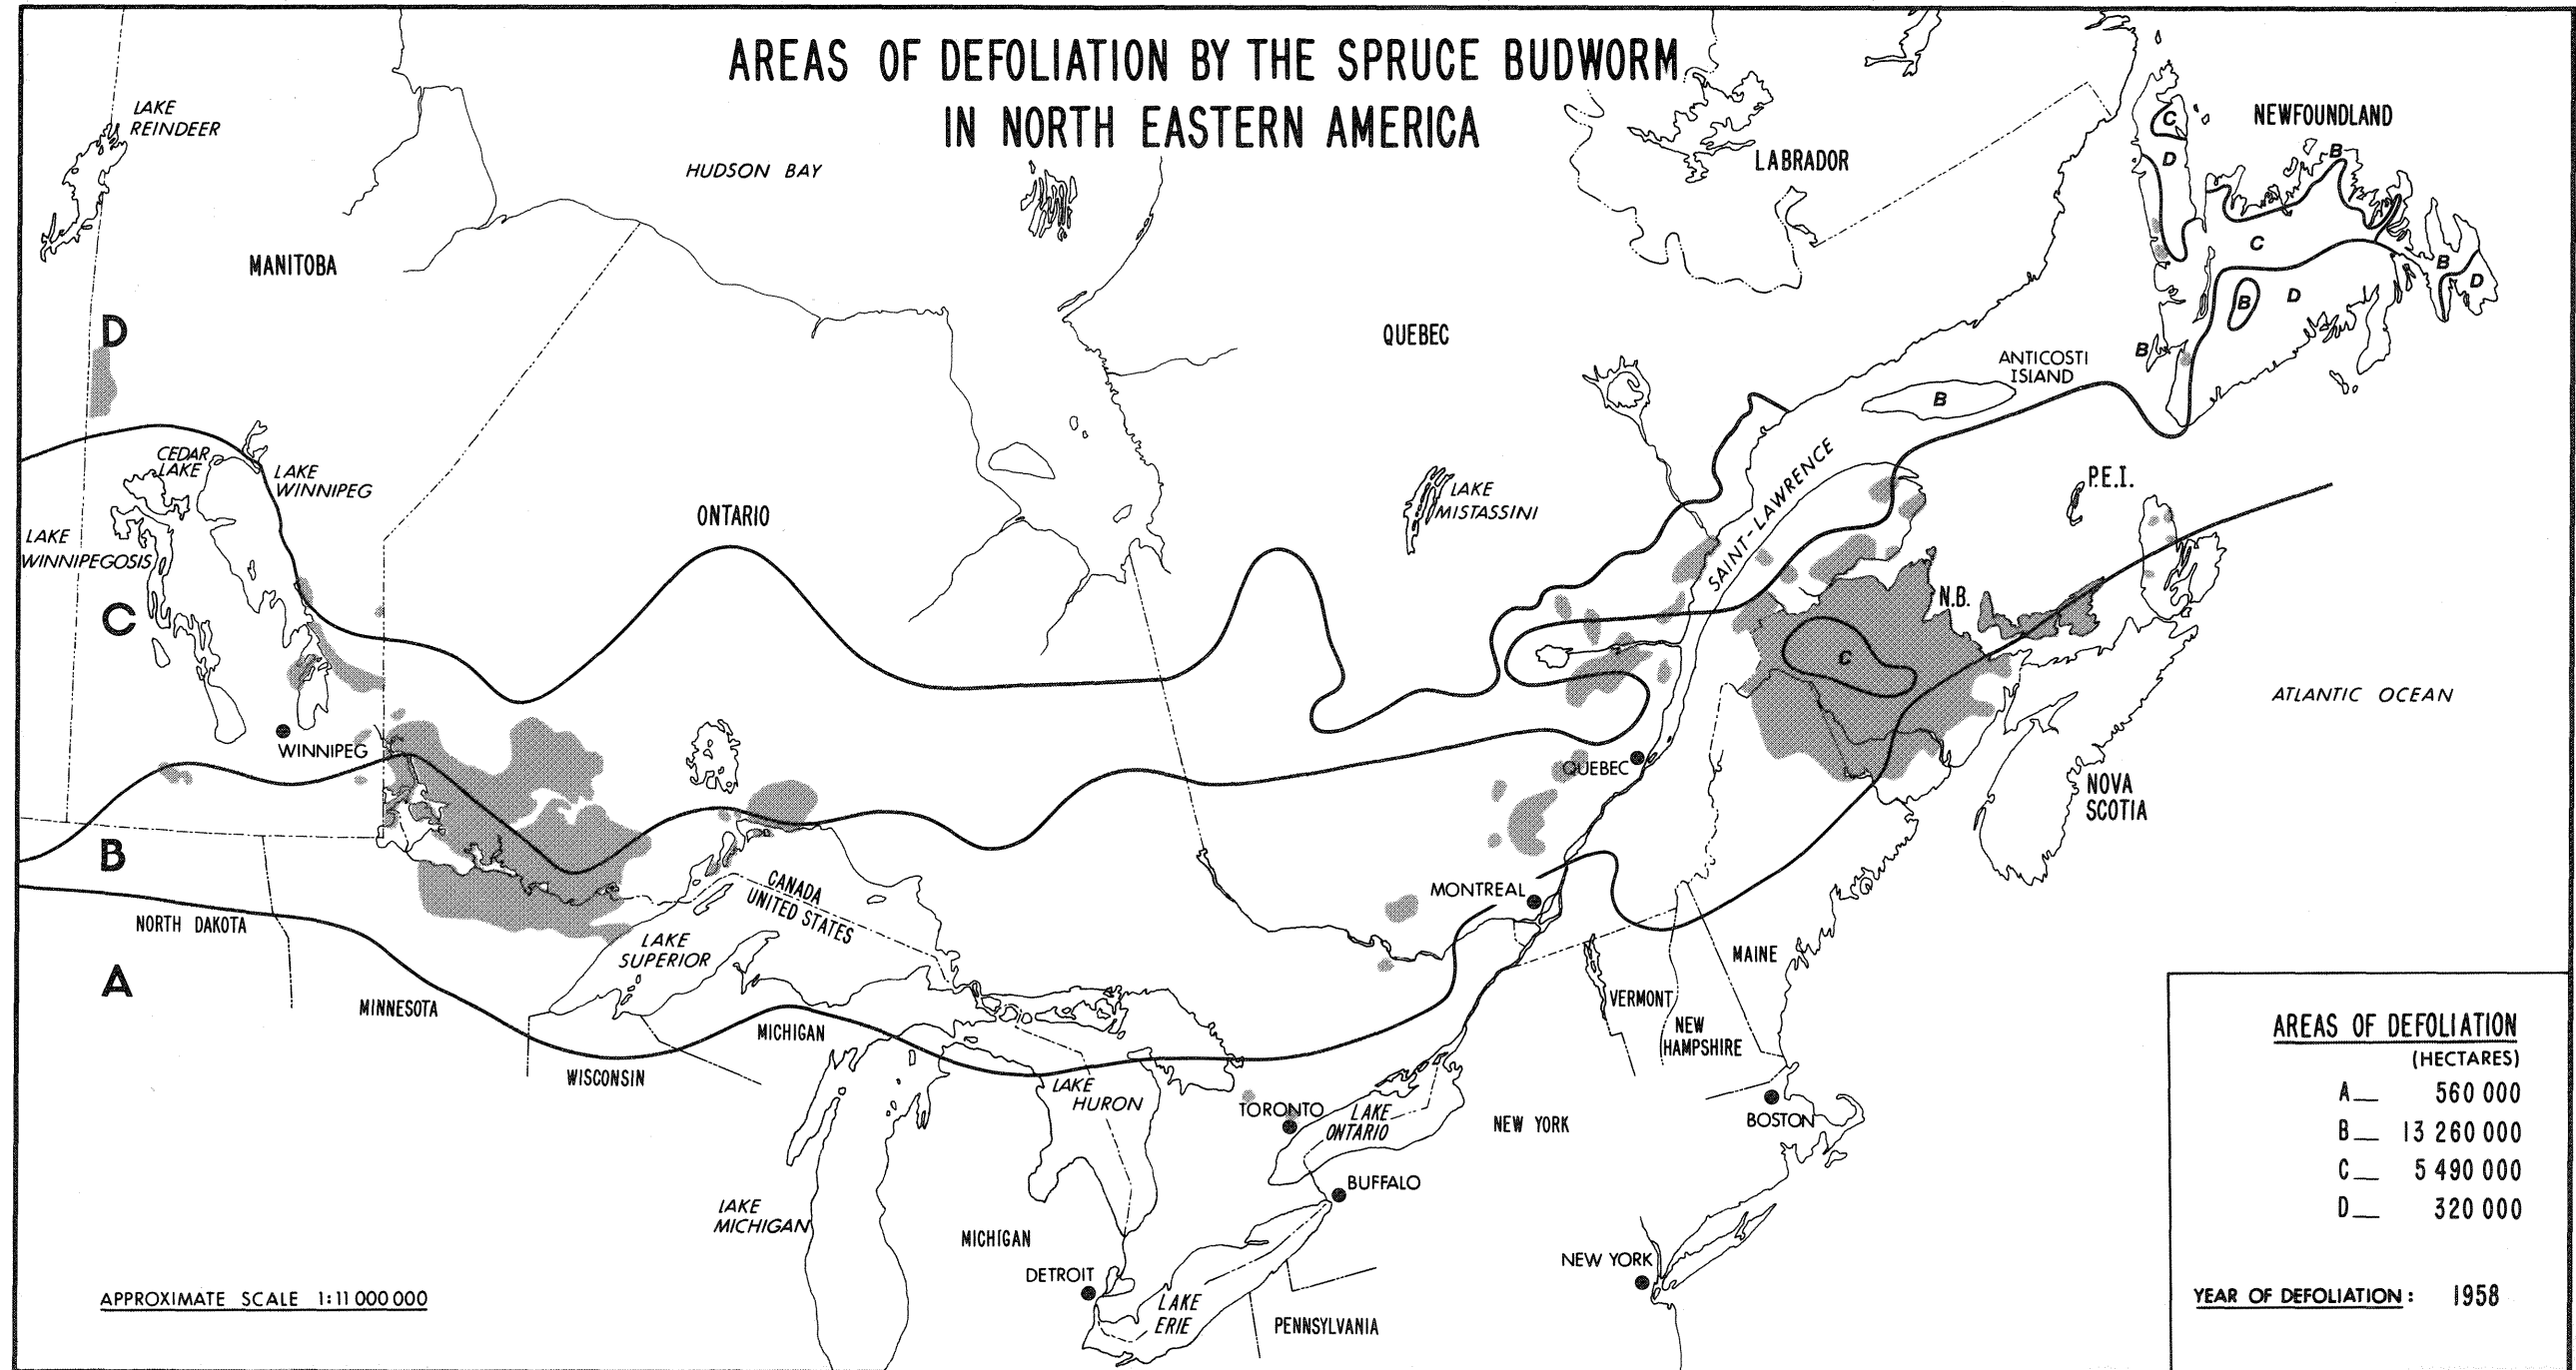 AREAS OF DEFOLIATION BY THE SPRUCE BUDWORM
IN NORTH EASTERN AMERICA
LAKE
REINDEER
HUDSON BAY
MANITOBA
LABRADOR
NEWFOUNDLAND
C
D
B
C
B
D
B
D
B
D
QUEBEC
ANTICOSTI
ISLAND
B
CEDAR
LAKE
LAKE
WINNIPEG
LAKE
WINNIPEGOSIS
ONTARIO
LAKE
MISTASSINI
SAINT-LAWRENCE
P.E.I.
N.B.
C
C
WINNIPEG
QUEBEC
ATLANTIC OCEAN
NOVA
SCOTIA
B
CANADA
UNITED STATES
MONTREAL
NORTH DAKOTA
LAKE
SUPERIOR
MAINE
A
MINNESOTA
MICHIGAN
VERMONT
NEW
HAMPSHIRE
WISCONSIN
LAKE
HURON
TORONTO
LAKE
ONTARIO
NEW YORK
BOSTON
BUFFALO
LAKE
MICHIGAN
MICHIGAN
DETROIT
NEW YORK
LAKE
ERIE
PENNSYLVANIA
APPROXIMATE SCALE 1:11 000 000
AREAS OF DEFOLIATION
(HECTARES)
A__ 560 000
B__ 13 260 000
C__ 5 490 000
D__ 320 000
YEAR OF DEFOLIATION : 1958